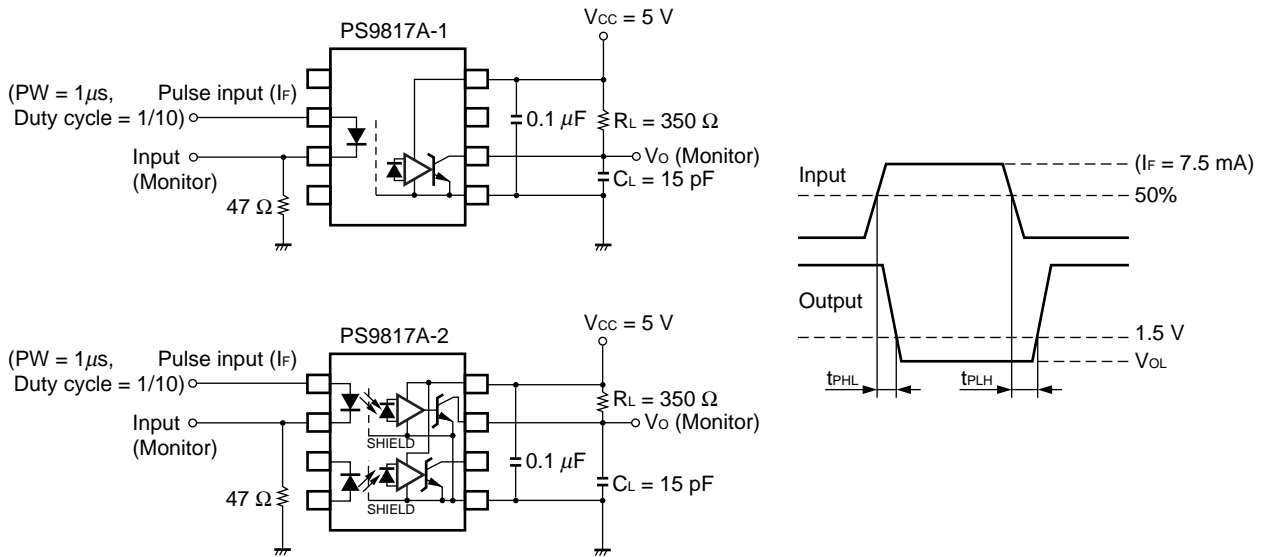 VCC = 5 V
PS9817A-1
(PW = 1μs, Pulse input (IF)
Duty cycle = 1/10)
0.1 μF
RL = 350 Ω
Input
(Monitor)
VO (Monitor)
CL = 15 pF
47 Ω
Input
(IF = 7.5 mA)
50%
Output
1.5 V
VOL
tPHL
tPLH
VCC = 5 V
PS9817A-2
(PW = 1μs, Pulse input (IF)
Duty cycle = 1/10)
RL = 350 Ω
Input
(Monitor)
VO (Monitor)
SHIELD
0.1 μF
CL = 15 pF
47 Ω
SHIELD